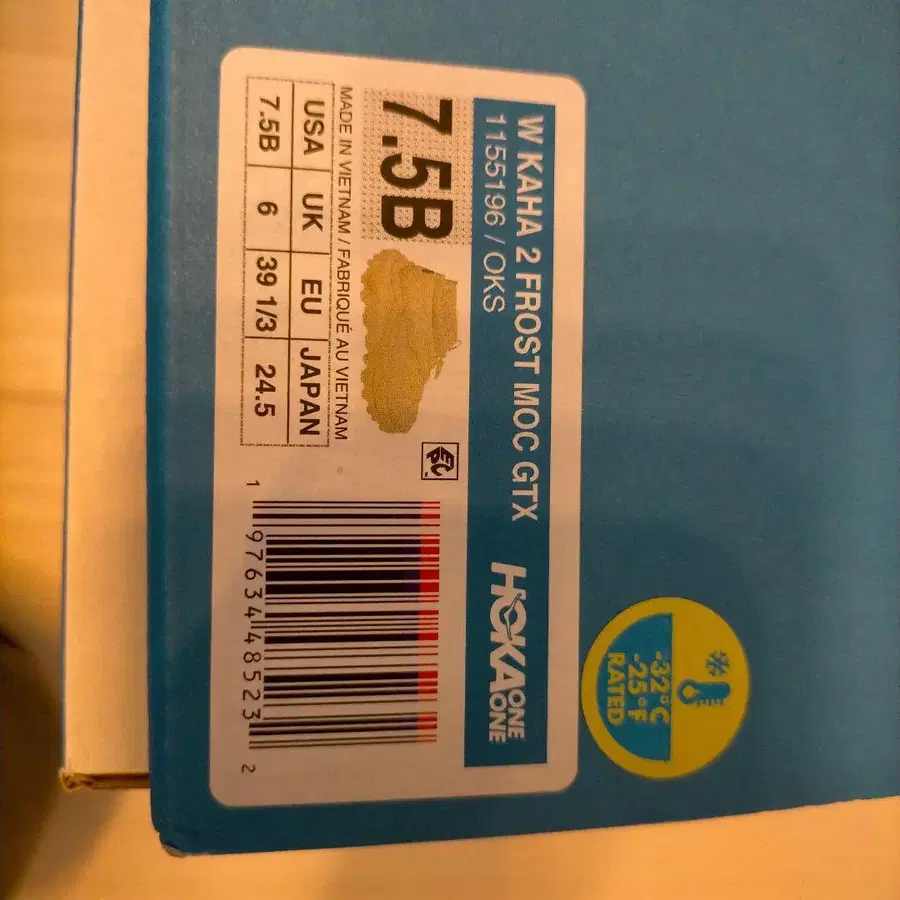 W KAHA 2 FROST MOC GTX
1155196 / OKS
HOKA ONE ONE
7.5B
MADE IN VIETNAM / FABRIQUÉ AU VIETNAM
USA UK EU JAPAN
7.5B 6 39 1/3 24.5
1 97634 48523 2
-32°C
-25°F
RATED